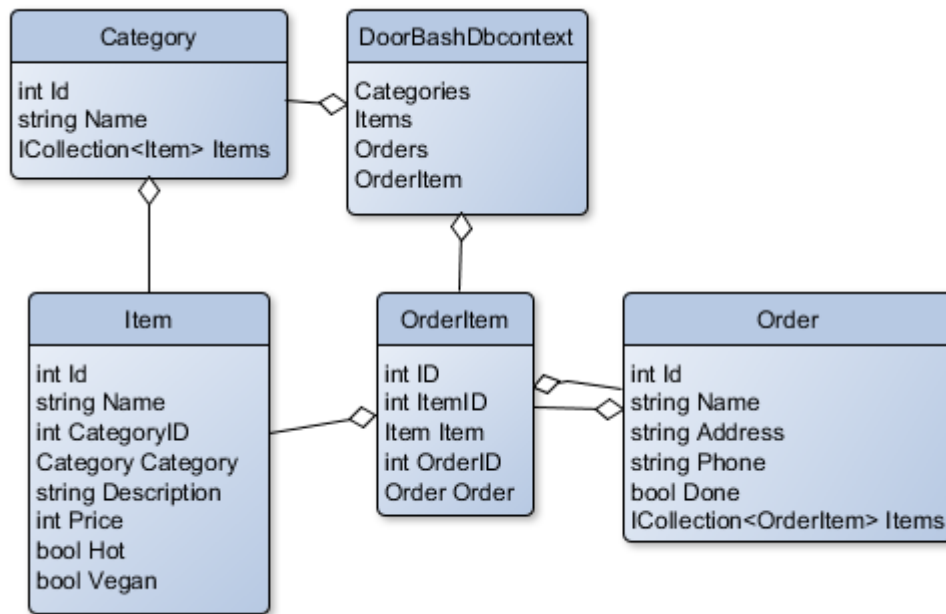 Category
int Id
string Name
ICollection<Item> Items
DoorBashDbcontext
Categories
Items
Orders
OrderItem
Item
int Id
string Name
int CategoryID
Category Category
string Description
int Price
bool Hot
bool Vegan
OrderItem
int ID
int ItemID
Item Item
int OrderID
Order Order
Order
int Id
string Name
string Address
string Phone
bool Done
ICollection<OrderItem> Items